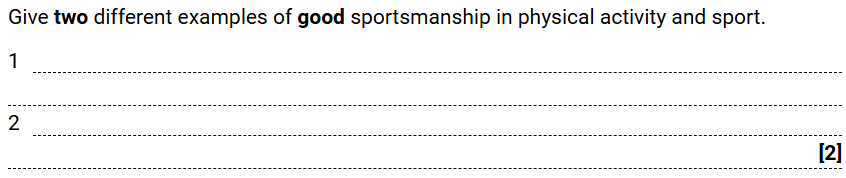 Give two different examples of good sportsmanship in physical activity and sport.
1
2
[2]